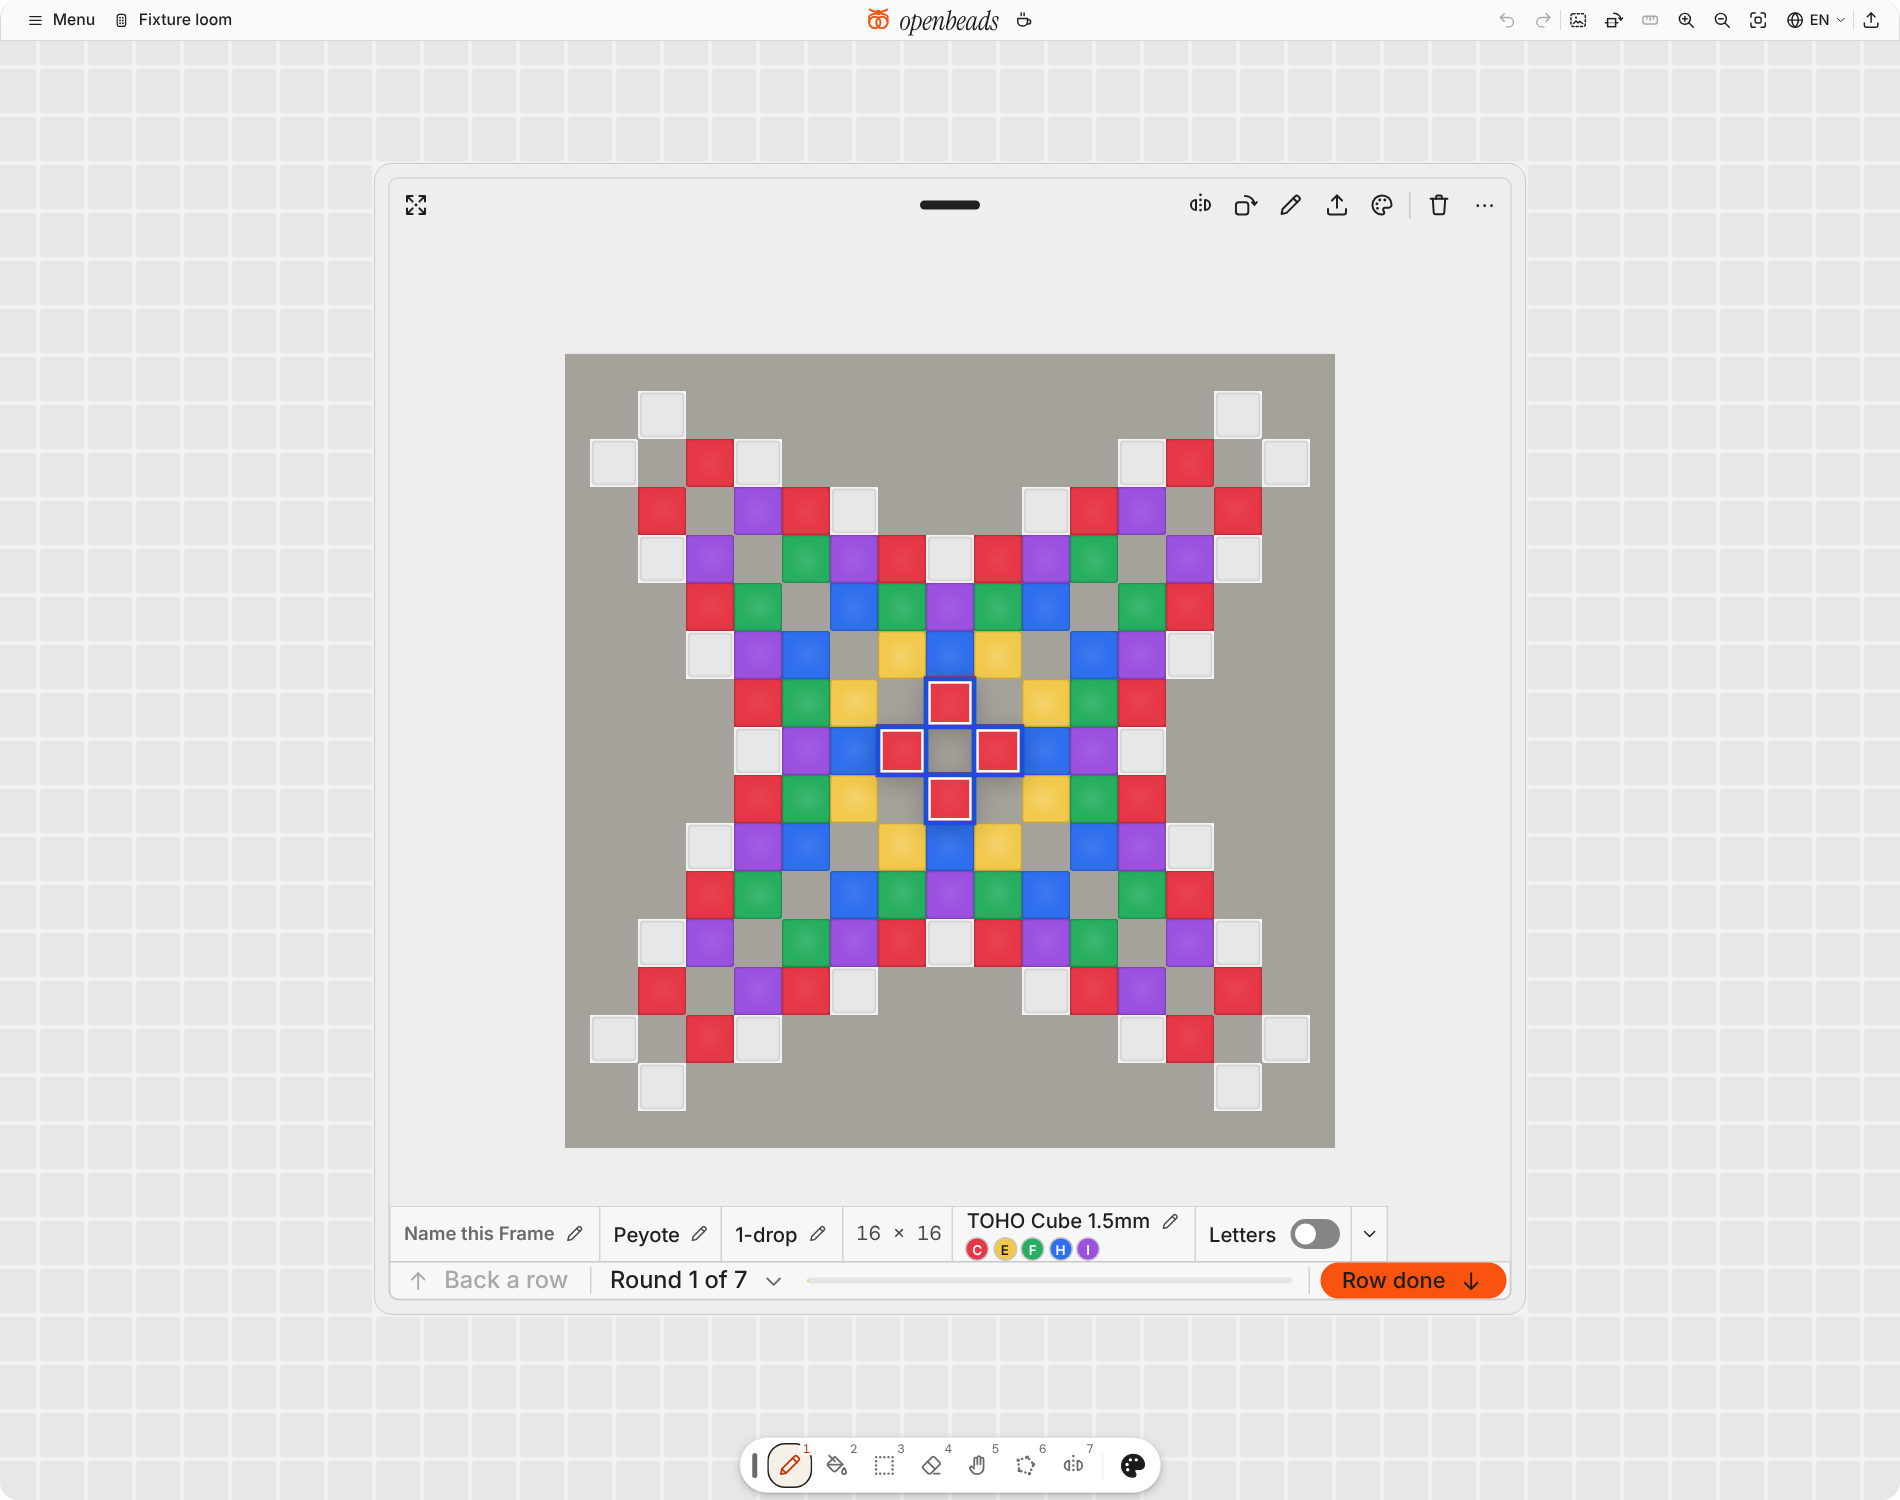 Menu Fixture loom openbeads EN
Name this Frame Peyote 1-drop 16 × 16 TOHO Cube 1.5mm Letters
C E F H I
Back a row Round 1 of 7 Row done
1 2 3 4 5 6 7